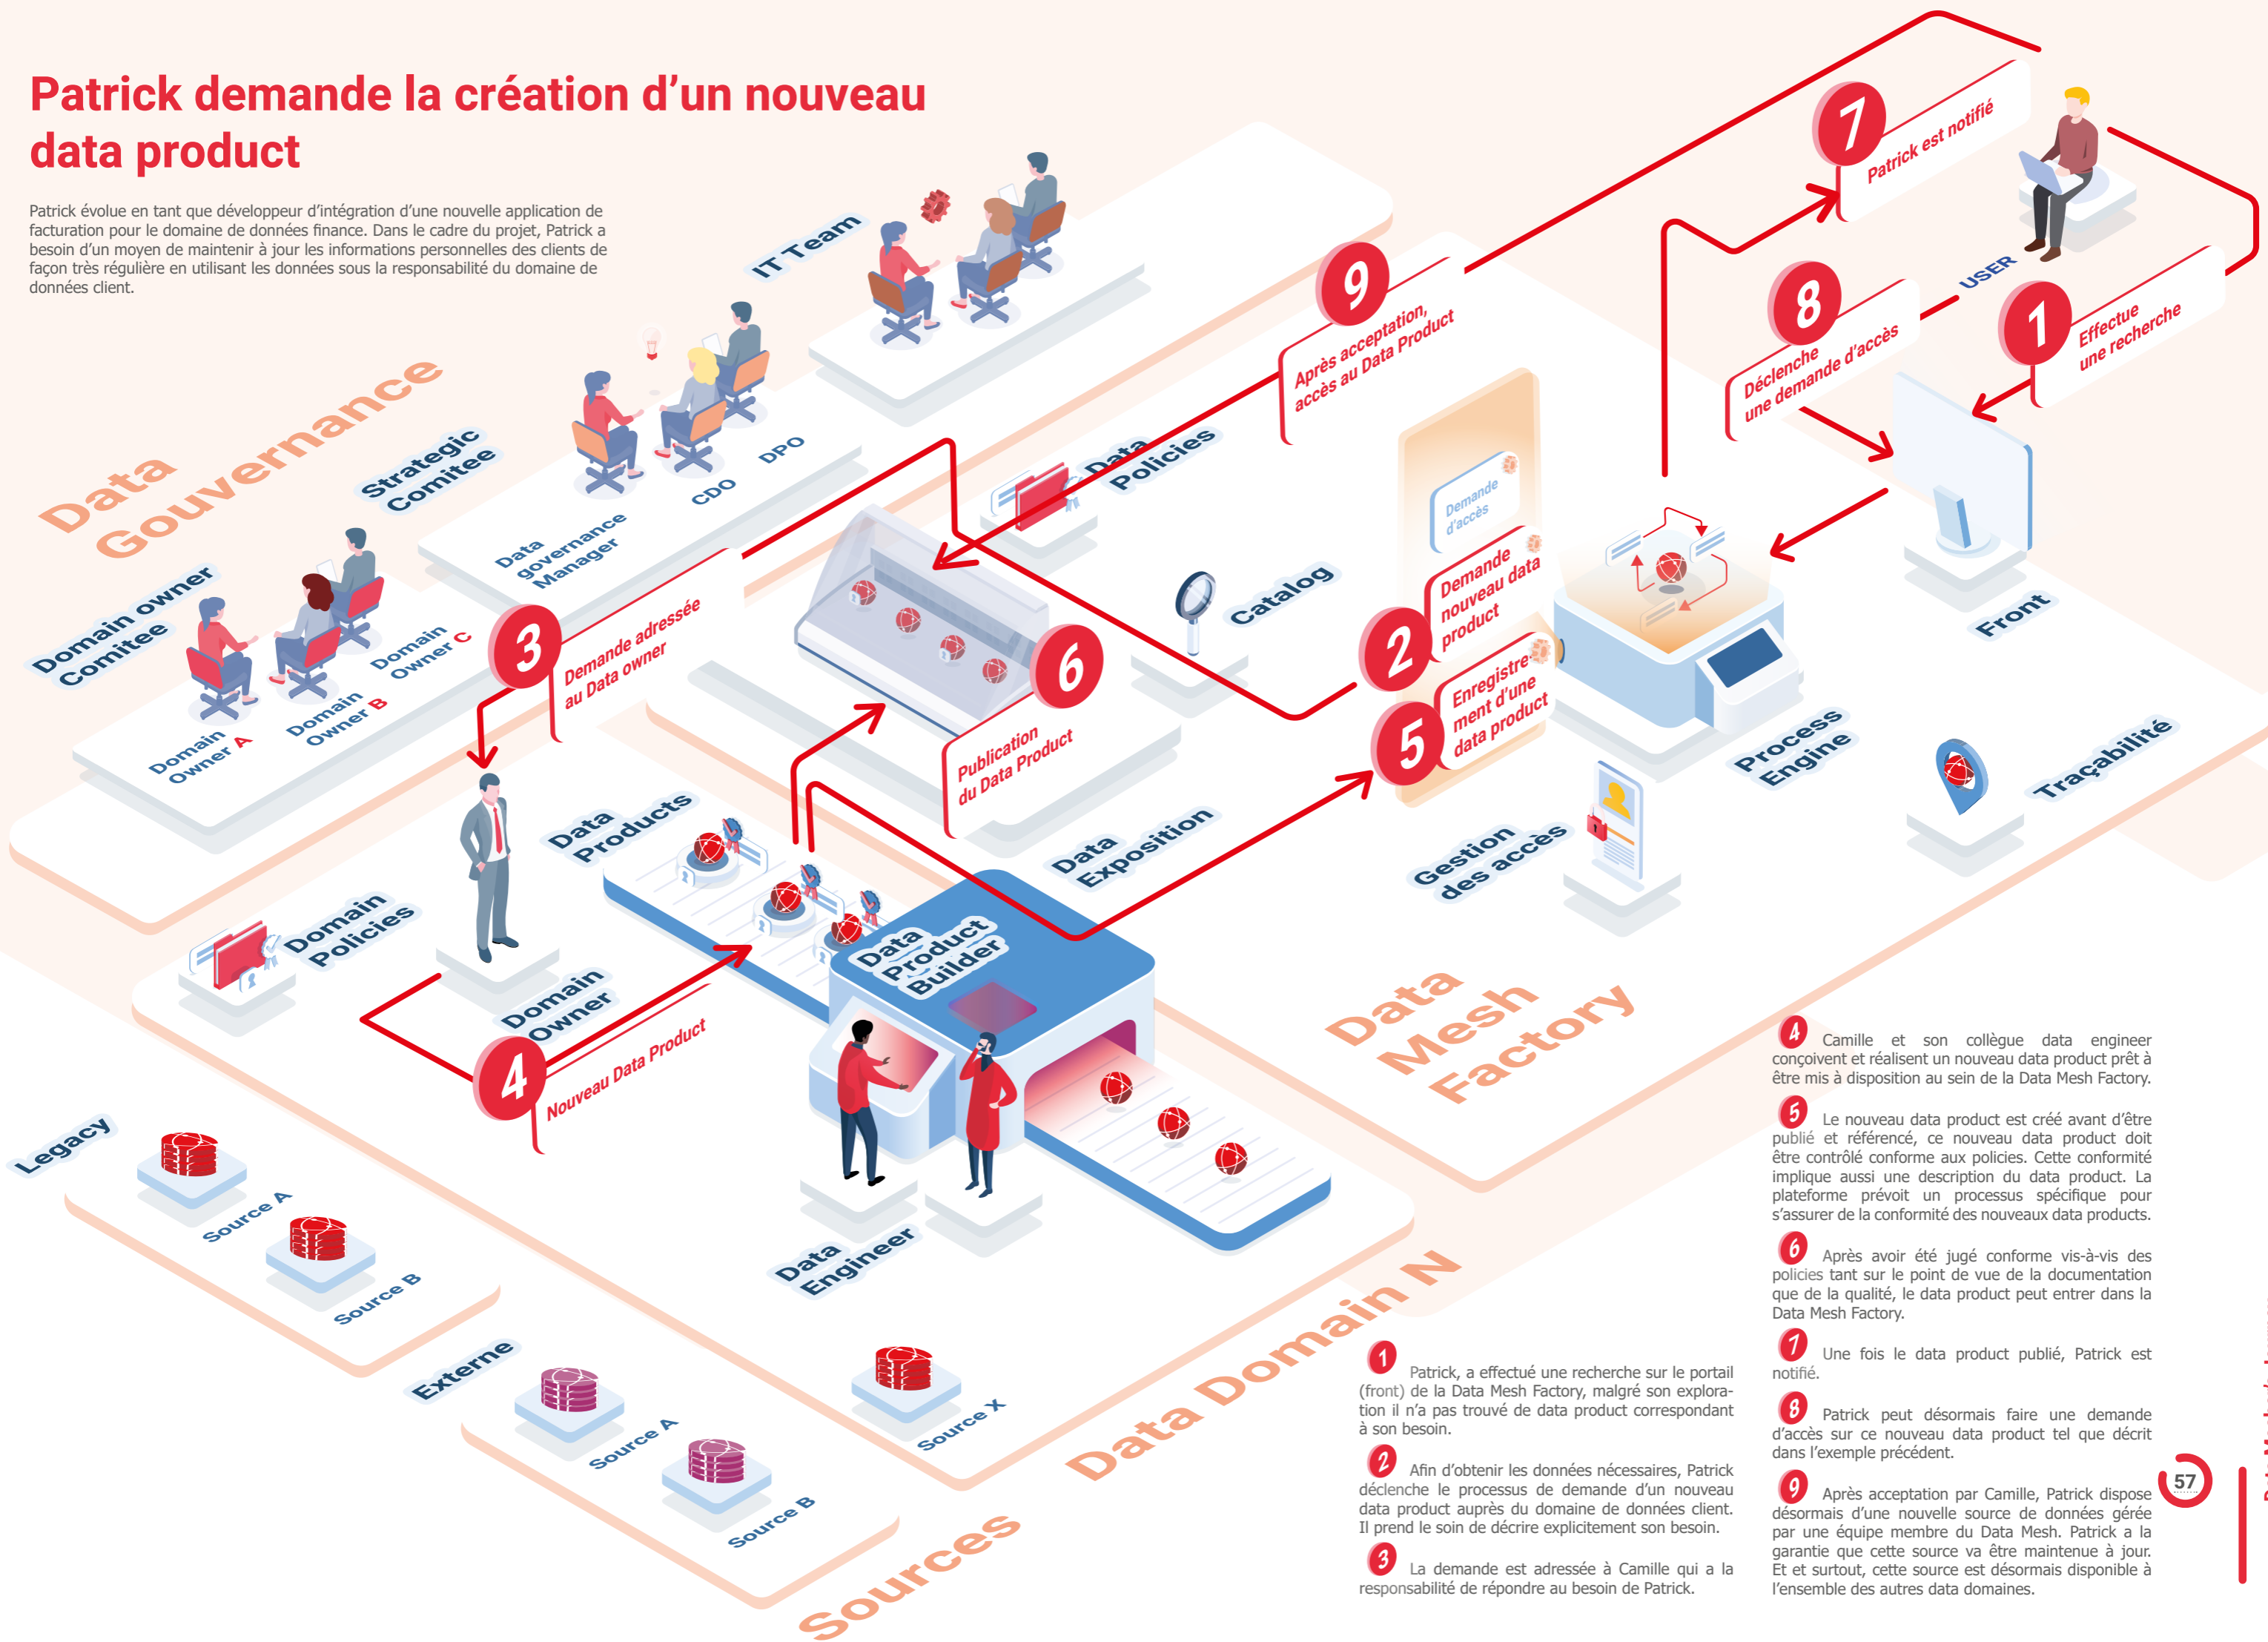 Patrick demande la création d’un nouveau
data product
Patrick évolue en tant que développeur d’intégration d’une nouvelle application de
facturation pour le domaine de données finance. Dans le cadre du projet, Patrick a
besoin d’un moyen de maintenir à jour les informations personnelles des clients de
façon très régulière en utilisant les données sous la responsabilité du domaine de
données client.
Data
Gouvernance
IT Team
Strategic
Comitee
Data
governance
Manager
CDO
DPO
Domain owner
Comitee
Domain
Owner A
Domain
Owner B
Domain
Owner C
7
Patrick est notifié
USER
8
Déclenche
une demande d’accès
1
Effectue
une recherche
9
Après acceptation,
accès au Data Product
Data
Policies
Catalog
Demande
d’accès
2
Demande
nouveau data
product
5
Enregistre-
ment d’une
data product
Front
Process
Engine
Traçabilité
Gestion
des accès
3
Demande adressée
au Data owner
6
Publication
du Data Product
Data
Exposition
Data
Products
Domain
Policies
Domain
Owner
4
Nouveau Data Product
Data
Product
Builder
Data
Engineer
Data
Mesh
Factory
Legacy
Source A
Source B
Externe
Source A
Source B
Source X
Data Domain N
Sources
1 Patrick, a effectué une recherche sur le portail
(front) de la Data Mesh Factory, malgré son explora-
tion il n’a pas trouvé de data product correspondant
à son besoin.
2 Afin d’obtenir les données nécessaires, Patrick
déclenche le processus de demande d’un nouveau
data product auprès du domaine de données client.
Il prend le soin de décrire explicitement son besoin.
3 La demande est adressée à Camille qui a la
responsabilité de répondre au besoin de Patrick.
4 Camille et son collègue data engineer
conçoivent et réalisent un nouveau data product prêt à
être mis à disposition au sein de la Data Mesh Factory.
5 Le nouveau data product est créé avant d’être
publié et référencé, ce nouveau data product doit
être contrôlé conforme aux policies. Cette conformité
implique aussi une description du data product. La
plateforme prévoit un processus spécifique pour
s’assurer de la conformité des nouveaux data products.
6 Après avoir été jugé conforme vis-à-vis des
policies tant sur le point de vue de la documentation
que de la qualité, le data product peut entrer dans la
Data Mesh Factory.
7 Une fois le data product publié, Patrick est
notifié.
8 Patrick peut désormais faire une demande
d’accès sur ce nouveau data product tel que décrit
dans l’exemple précédent.
9 Après acceptation par Camille, Patrick dispose
désormais d’une nouvelle source de données gérée
par une équipe membre du Data Mesh. Patrick a la
garantie que cette source va être maintenue à jour.
Et et surtout, cette source est désormais disponible à
l’ensemble des autres data domaines.
57